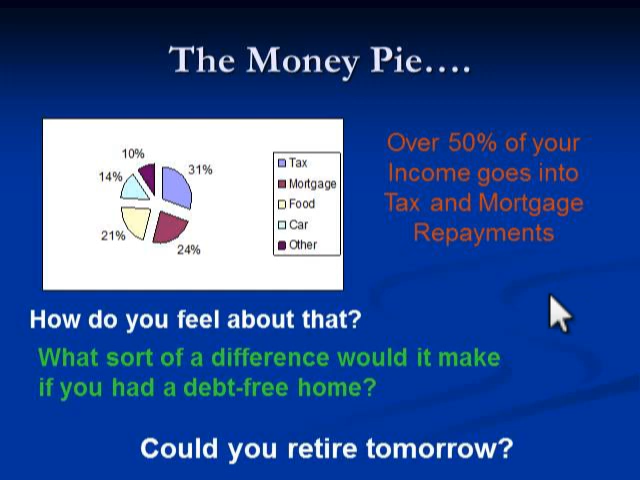 The Money Pie….
10%
14%
31%
21%
24%
Tax
Mortgage
Food
Car
Other
Over 50% of your
Income goes into
Tax and Mortgage
Repayments
How do you feel about that?
What sort of a difference would it make
if you had a debt-free home?
Could you retire tomorrow?